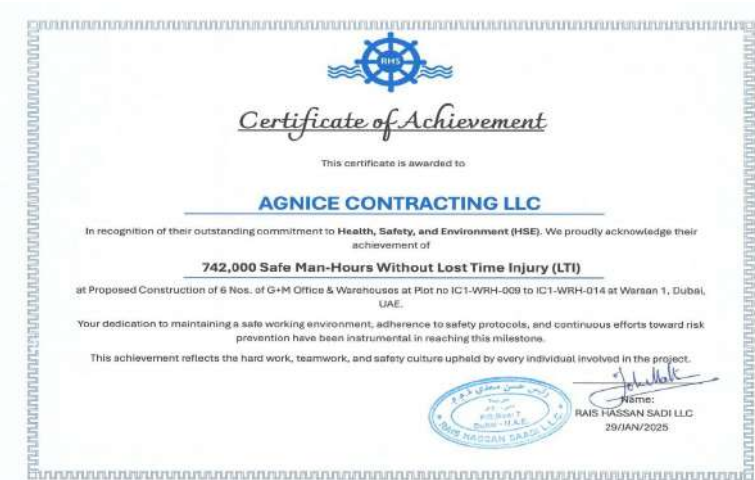 RHS
Certificate of Achievement
This certificate is awarded to
AGNICE CONTRACTING LLC
In recognition of their outstanding commitment to Health, Safety, and Environment (HSE). We proudly acknowledge their
achievement of
742,000 Safe Man-Hours Without Lost Time Injury (LTI)
at Proposed Construction of 6 Nos. of G+M Office & Warehouses at Plot no IC1-WRH-009 to IC1-WRH-014 at Warsan 1, Dubai,
UAE.
Your dedication to maintaining a safe working environment, adherence to safety protocols, and continuous efforts toward risk
prevention have been instrumental in reaching this milestone.
This achievement reflects the hard work, teamwork, and safety culture upheld by every individual involved in the project.
Name:
RAIS HASSAN SADI LLC
29/JAN/2025
Dubai - U.A.E.
RAIS HASSAN SAADI L.L.C.